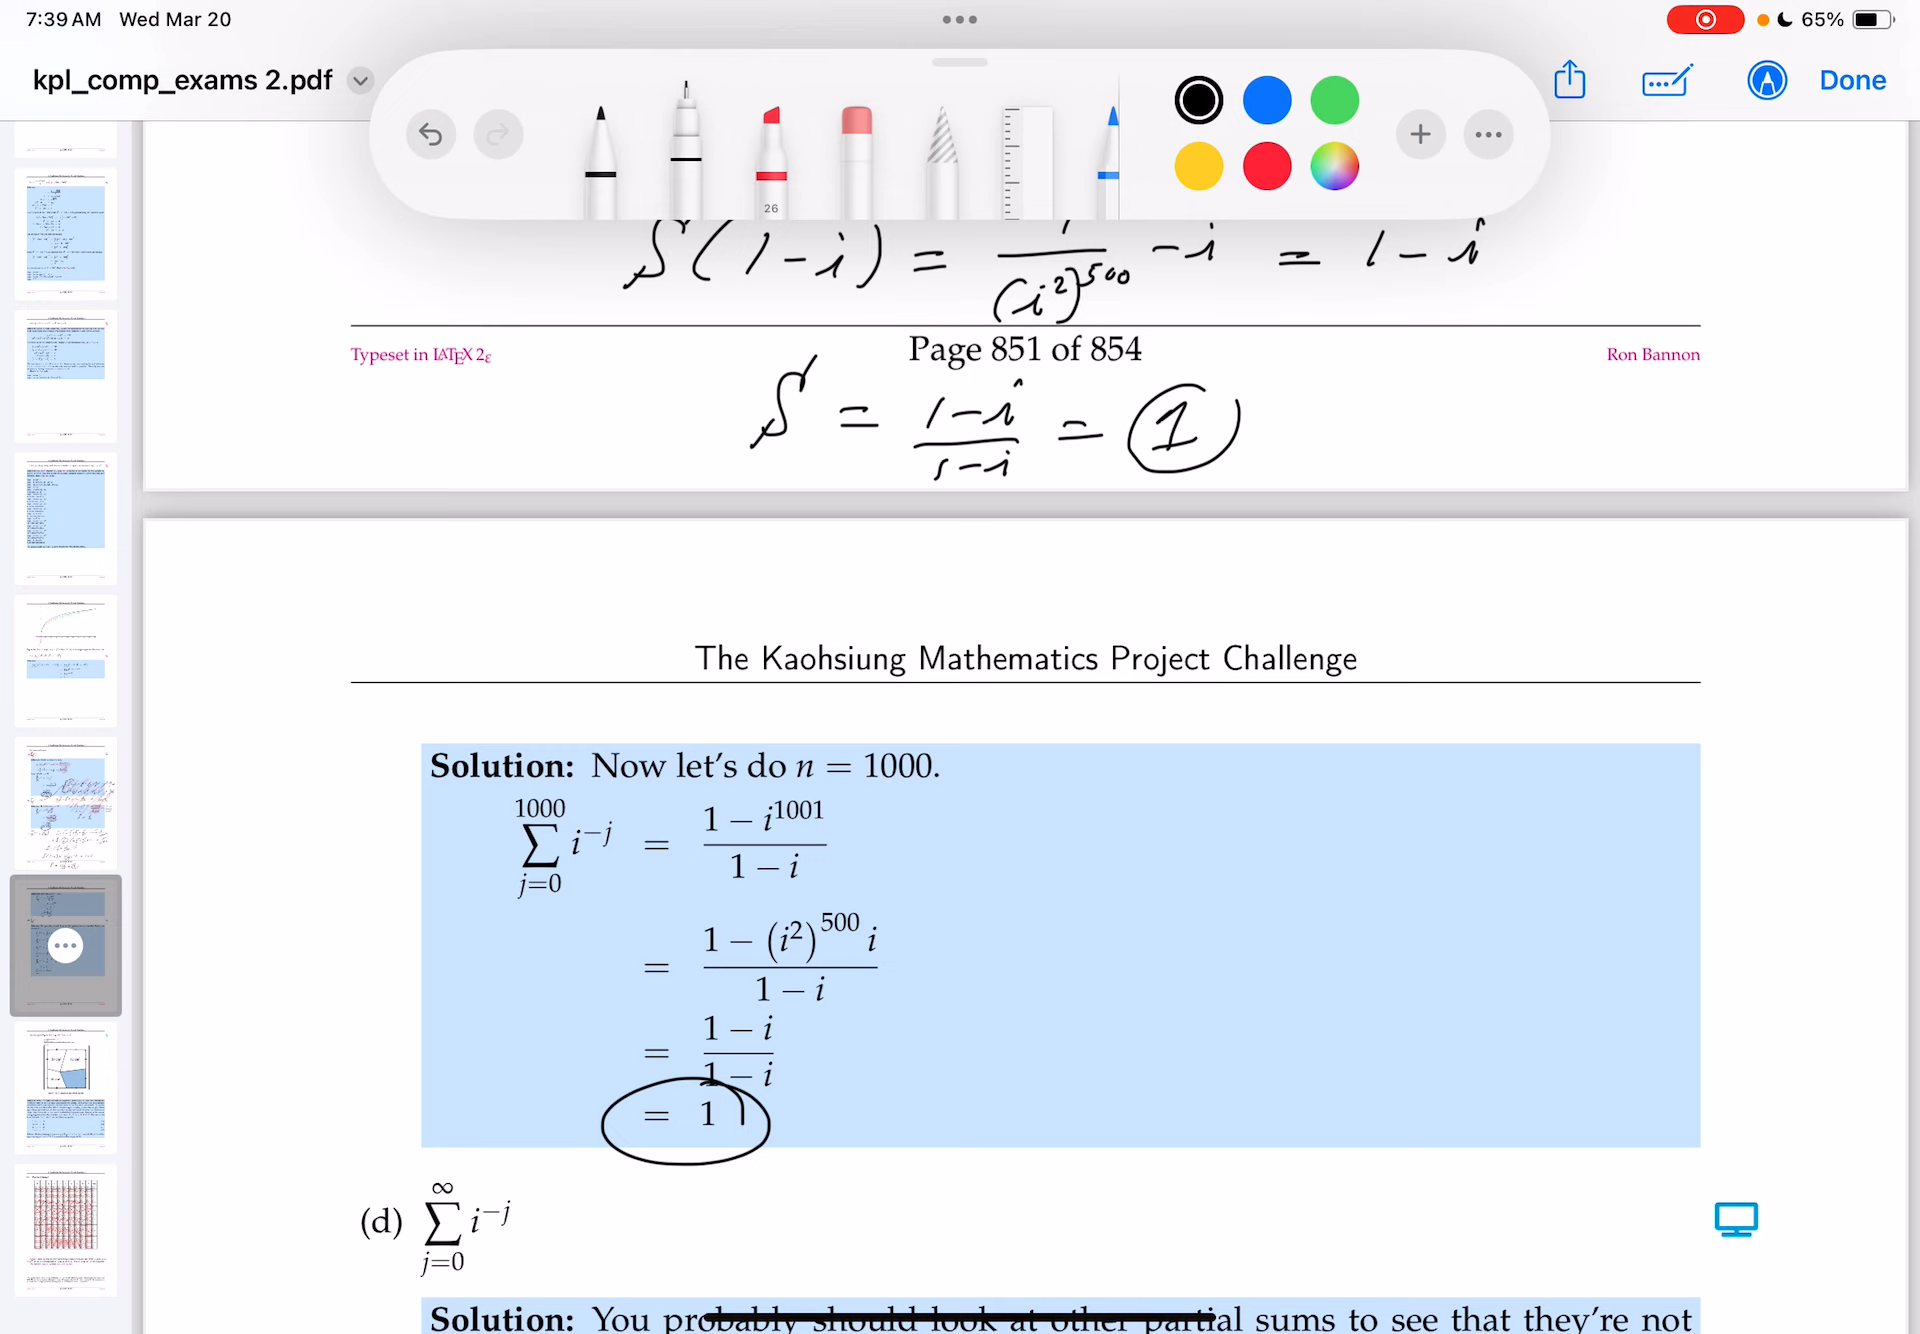 7:39 AM Wed Mar 20
65%
kpl_comp_exams 2.pdf
Done
26
S(1-i) = 1/(i²)^500 - i = 1 - i
Typeset in LATEX 2ε
Page 851 of 854
Ron Bannon
S = 1-i/1-i = 1
The Kaohsiung Mathematics Project Challenge
Solution: Now let's do n = 1000.
∑_{j=0}^{1000} i^{-j} = (1 - i^{1001})/(1 - i)
= (1 - (i²)^{500} i)/(1 - i)
= (1 - i)/(1 - i)
= 1
(d) ∑_{j=0}^{∞} i^{-j}
Solution: You probably should look at other partial sums to see that they're not